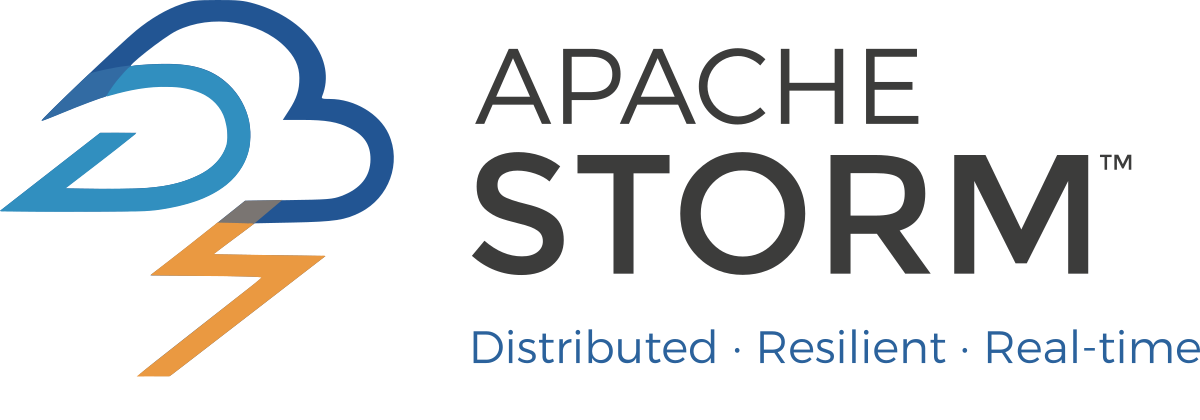 APACHE
STORM™
Distributed · Resilient · Real-time